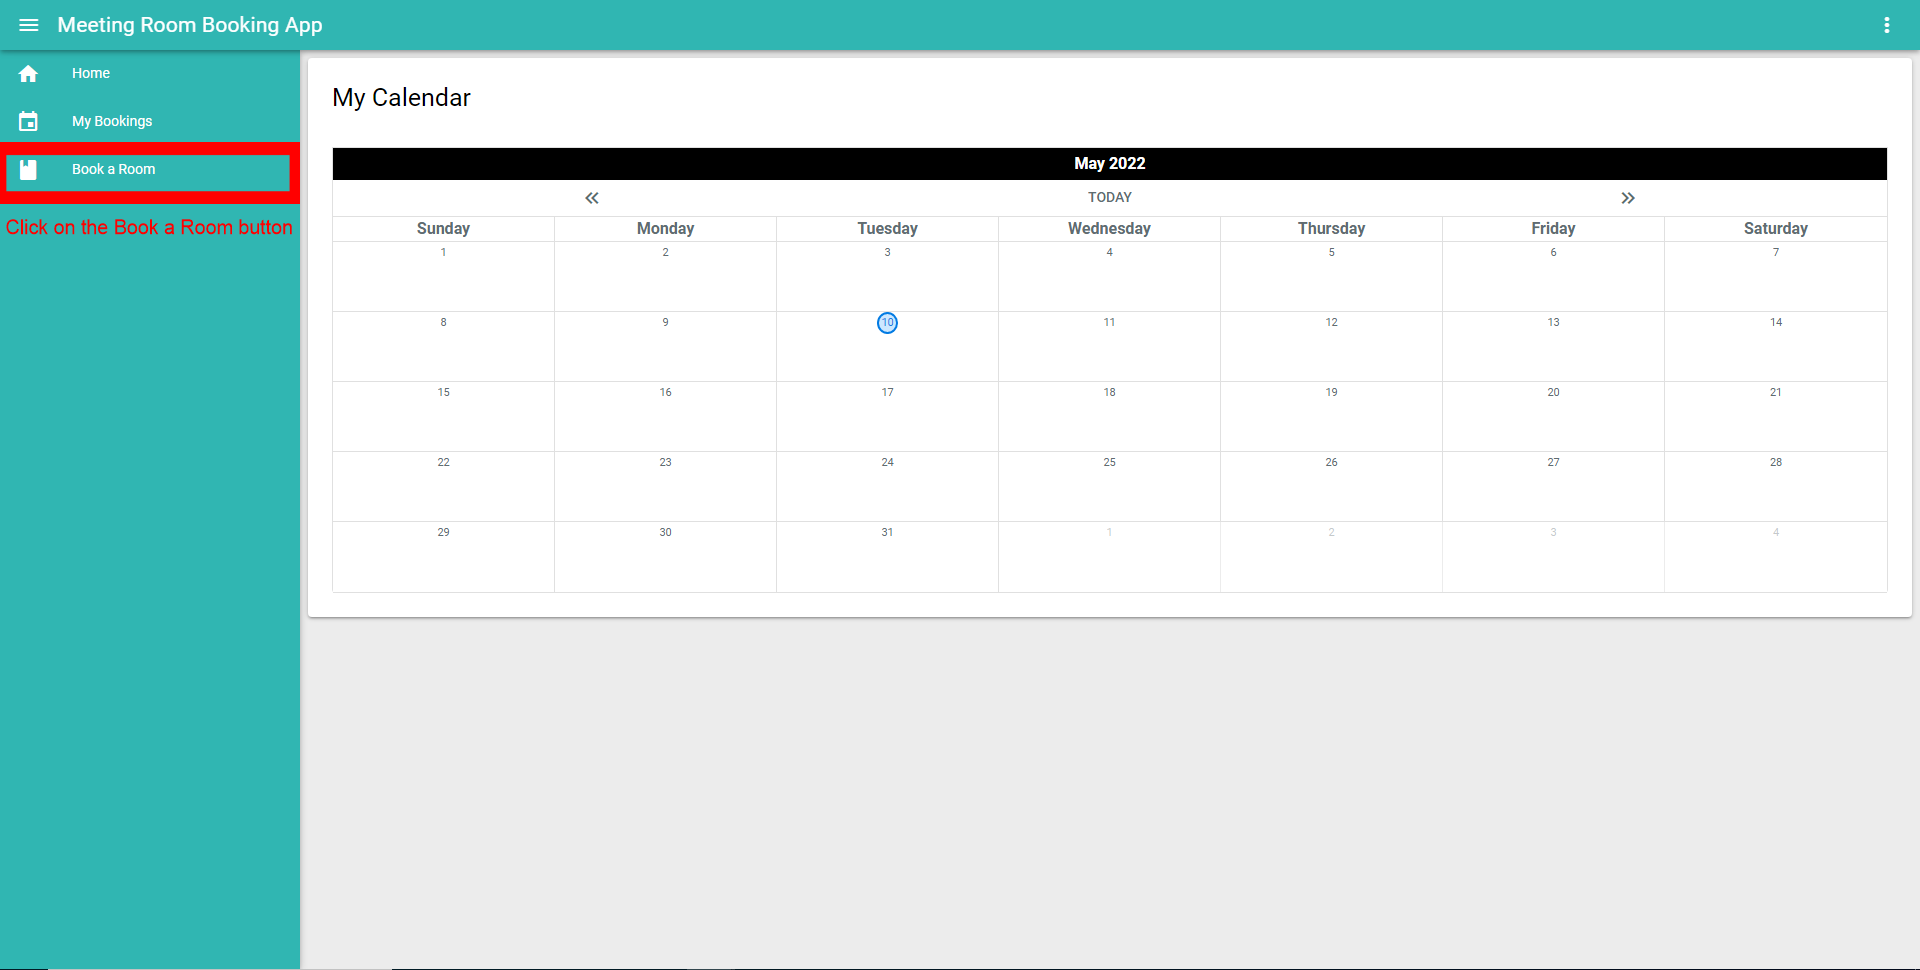 Meeting Room Booking App
Home
My Bookings
Book a Room
Click on the Book a Room button
My Calendar
May 2022
TODAY
Sunday Monday Tuesday Wednesday Thursday Friday Saturday
1 2 3 4 5 6 7
8 9 10 11 12 13 14
15 16 17 18 19 20 21
22 23 24 25 26 27 28
29 30 31 1 2 3 4